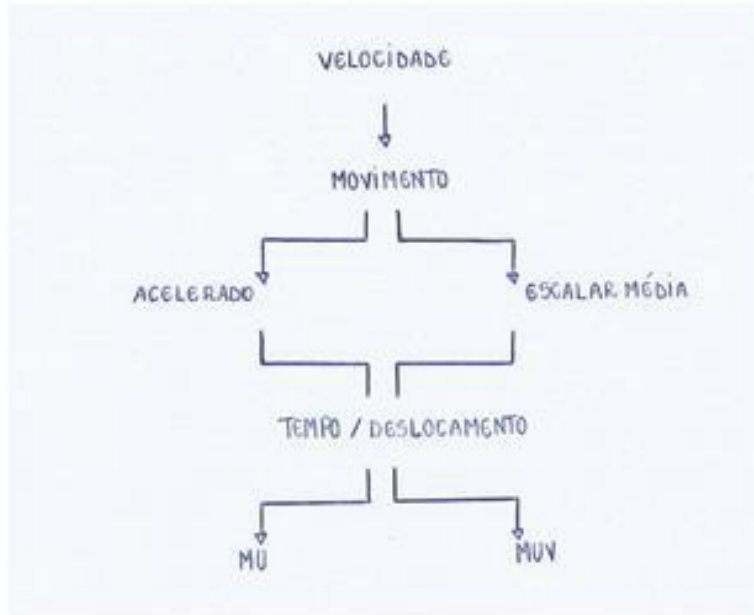 VELOCIDADE
MOVIMENTO
ACELERADO
ESCALAR MÉDIA
TEMPO / DESLOCAMENTO
MU
MUV